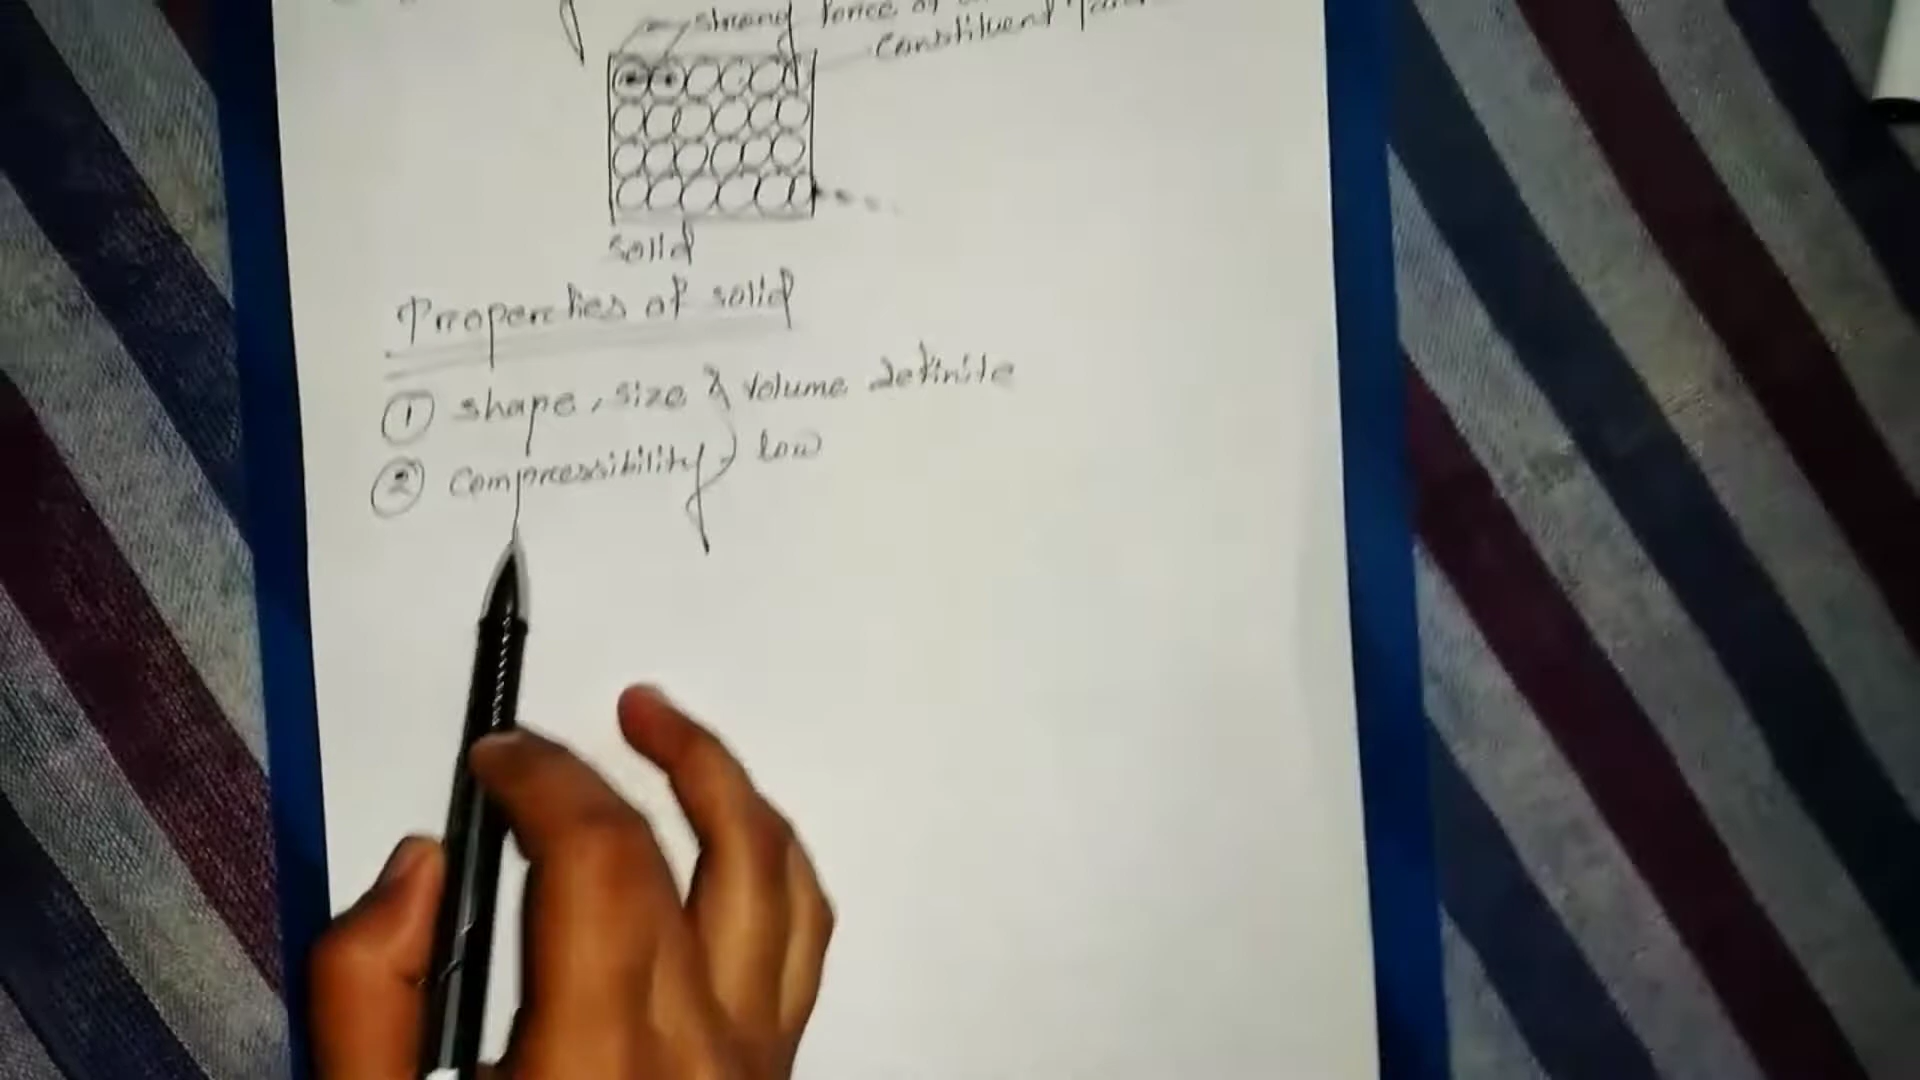 strong force of
constituent
solid
Properties of solid
① shape, size & volume definite
② compressibility low